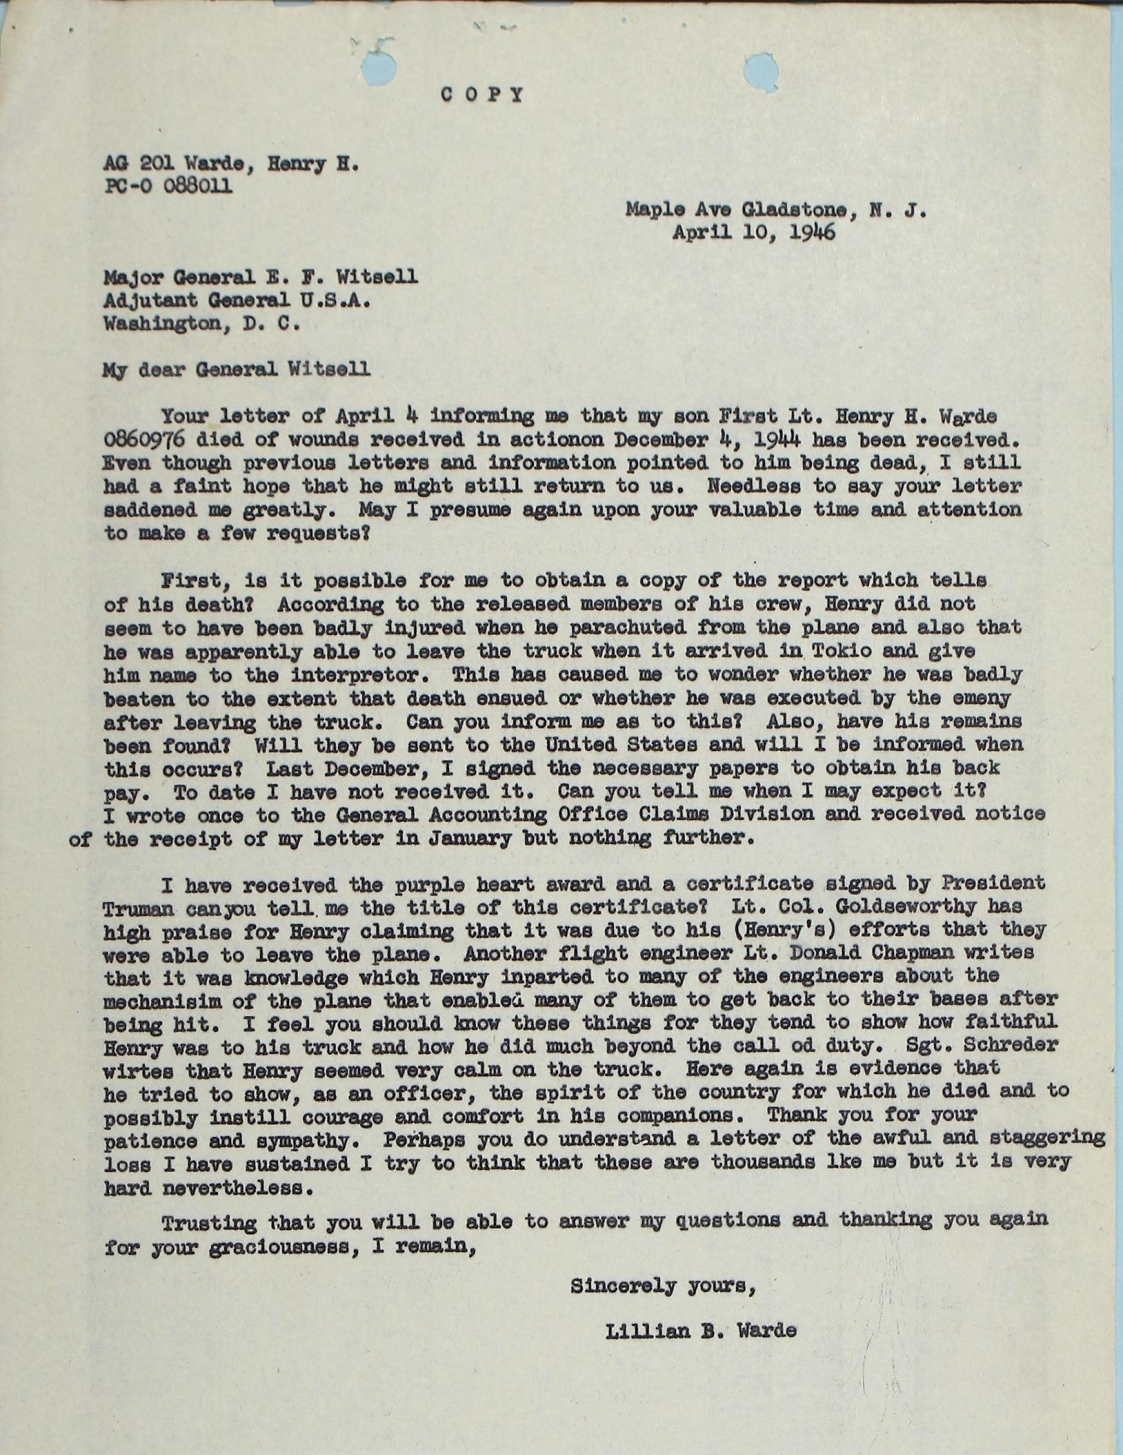 COPY
AG 201 Warde, Henry H.
PC-O 088011
Maple Ave Gladstone, N. J.
April 10, 1946
Major General E. F. Witsell
Adjutant General U.S.A.
Washington, D. C.
My dear General Witsell
Your letter of April 4 informing me that my son First Lt. Henry H. Warde
0860976 died of wounds received in actionon December 4, 1944 has been received.
Even though previous letters and information pointed to him being dead, I still
had a faint hope that he might still return to us. Needless to say your letter
saddened me greatly. May I presume again upon your valuable time and attention
to make a few requests?
First, is it possible for me to obtain a copy of the report which tells
of his death? According to the released members of his crew, Henry did not
seem to have been badly injured when he parachuted from the plane and also that
he was apparently able to leave the truck when it arrived in Tokio and give
him name to the interpretor. This has caused me to wonder whether he was badly
beaten to the extent that death ensued or whether he was executed by the emeny
after leaving the truck. Can you inform me as to this? Also, have his remains
been found? Will they be sent to the United States and will I be informed when
this occurs? Last December, I signed the necessary papers to obtain his back
pay. To date I have not received it. Can you tell me when I may expect it?
I wrote once to the General Accounting Office Claims Division and received notice
of the receipt of my letter in January but nothing further.
I have received the purple heart award and a certificate signed by President
Truman canyou tell me the title of this certificate? Lt. Col. Goldseworthy has
high praise for Henry claiming that it was due to his (Henry's) efforts that they
were able to leave the plane. Another flight engineer Lt. Donald Chapman writes
that it was knowledge which Henry inparted to many of the engineers about the
mechanisim of the plane that enabled many of them to get back to their bases after
being hit. I feel you should know these things for they tend to show how faithful
Henry was to his truck and how he did much beyond the call od duty. Sgt. Schreder
wirtes that Henry seemed very calm on the truck. Here again is evidence that
he tried to show, as an officer, the spirit of the country for which he died and to
possibly instill courage and comfort in his companions. Thank you for your
patience and sympathy. Perhaps you do understand a letter of the awful and staggering
loss I have sustained I try to think that these are thousands lke me but it is very
hard nevertheless.
Trusting that you will be able to answer my questions and thanking you again
for your graciousness, I remain,
Sincerely yours,
Lillian B. Warde